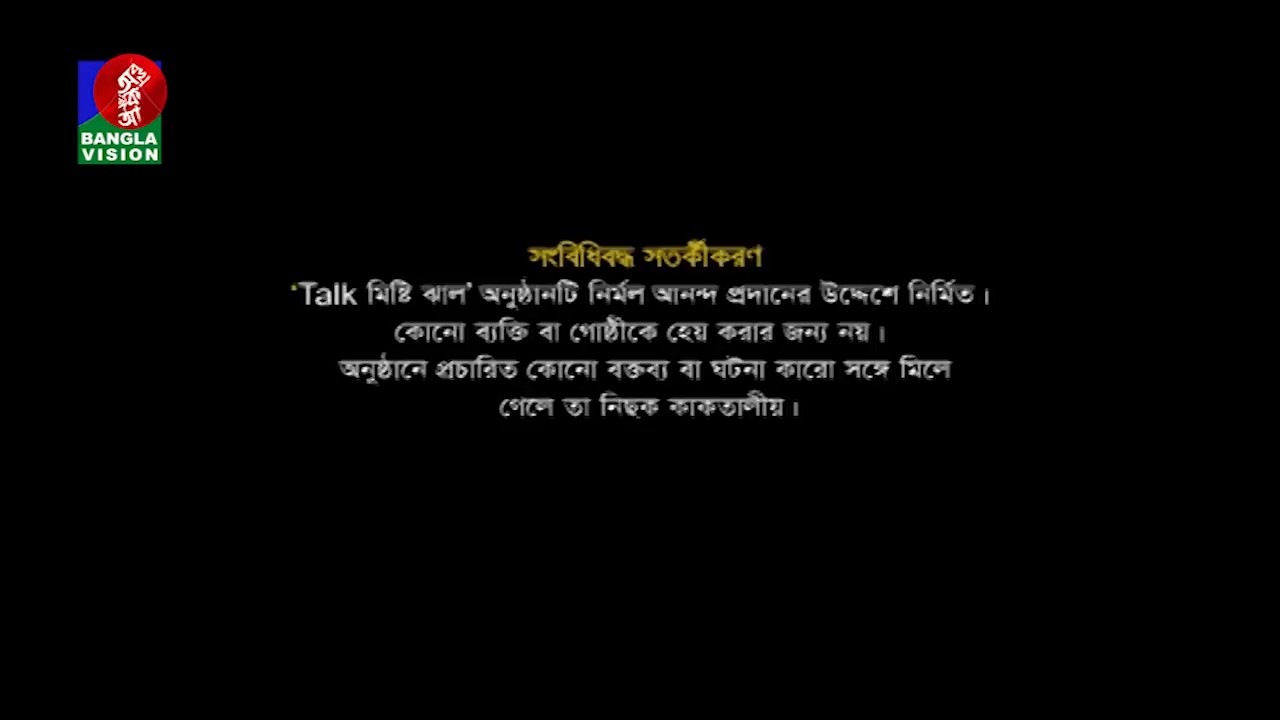 BANGLA
VISION
সংবিধিবদ্ধ সতর্কীকরণ
'Talk মিষ্টি ঝাল' অনুষ্ঠানটি নির্মল আনন্দ প্রদানের উদ্দেশে নির্মিত।
কোনো ব্যক্তি বা গোষ্ঠীকে হেয় করার জন্য নয়।
অনুষ্ঠানে প্রচারিত কোনো বক্তব্য বা ঘটনা কারো সঙ্গে মিলে
গেলে তা নিছক কাকতালীয়।